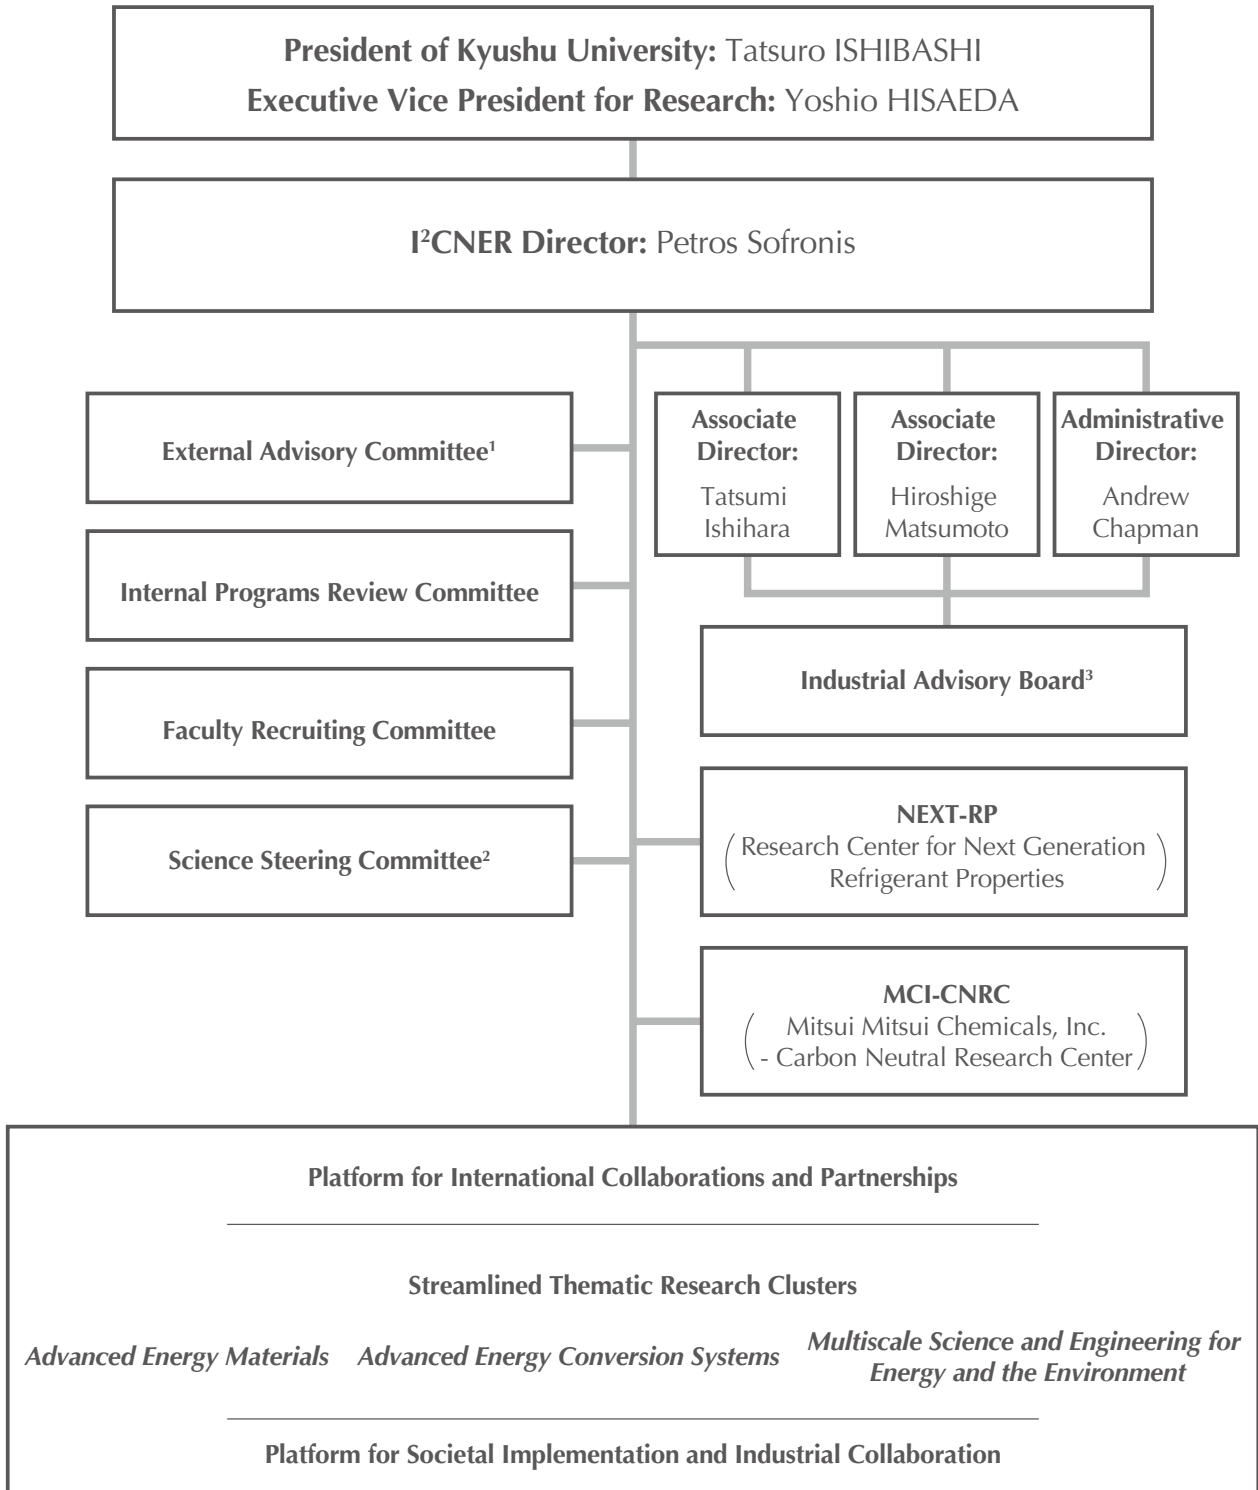 President of Kyushu University: Tatsuro ISHIBASHI
Executive Vice President for Research: Yoshio HISAEDA
I²CNER Director: Petros Sofronis
External Advisory Committee¹
Internal Programs Review Committee
Faculty Recruiting Committee
Science Steering Committee²
Associate
Director:
Tatsumi
Ishihara
Associate
Director:
Hiroshige
Matsumoto
Administrative
Director:
Andrew
Chapman
Industrial Advisory Board³
NEXT-RP
(Research Center for Next Generation
Refrigerant Properties)
MCI-CNRC
(Mitsui Mitsui Chemicals, Inc.
- Carbon Neutral Research Center)
Platform for International Collaborations and Partnerships
Streamlined Thematic Research Clusters
Advanced Energy Materials
Advanced Energy Conversion Systems
Multiscale Science and Engineering for
Energy and the Environment
Platform for Societal Implementation and Industrial Collaboration